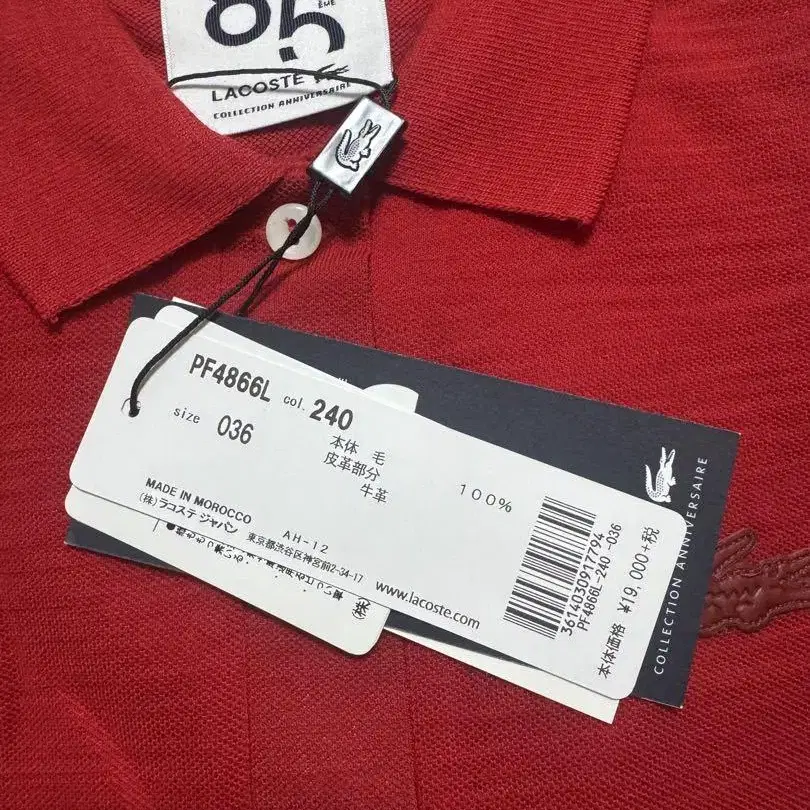 85
ÈME
LACOSTE
COLLECTION ANNIVERSAIRE
PF4866L col. 240
size 036
本体 毛 100%
皮革部分
牛革
MADE IN MOROCCO
(株)ラコステ ジャパン AH-12
東京都渋谷区神宮前2-34-17
www.lacoste.com
3614030917794
PF4866L-240 -036
本体価格 ¥19,000+税
COLLECTION ANNIVERSAIRE
(株)